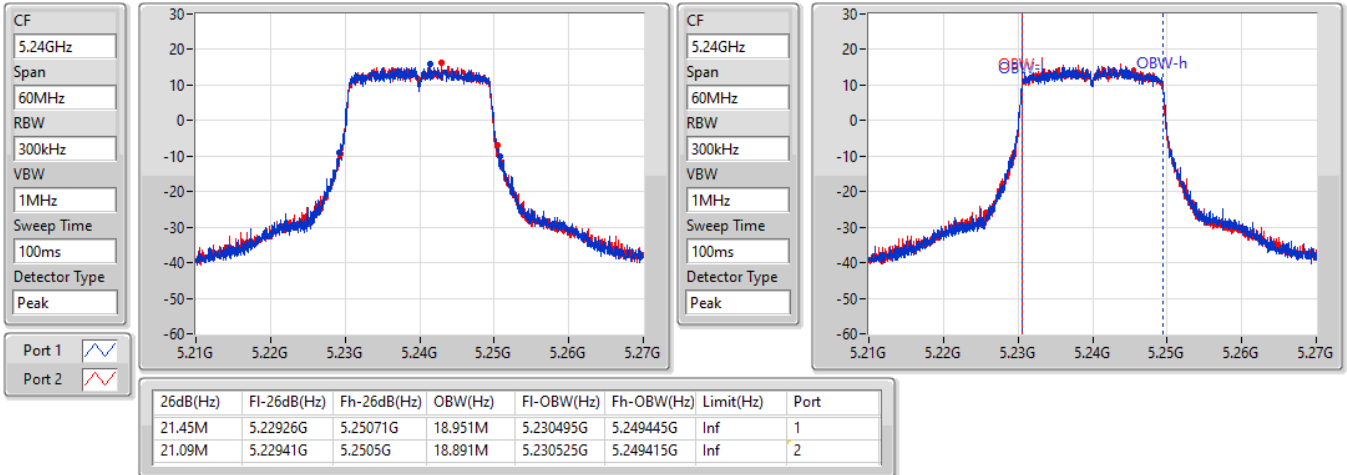 CF
5.24GHz
Span
60MHz
RBW
300kHz
VBW
1MHz
Sweep Time
100ms
Detector Type
Peak
Port 1
Port 2
30
20
10
0
-10
-20
-30
-40
-50
-60
5.21G 5.22G 5.23G 5.24G 5.25G 5.26G 5.27G
CF
5.24GHz
Span
60MHz
RBW
300kHz
VBW
1MHz
Sweep Time
100ms
Detector Type
Peak
30
20
10
0
-10
-20
-30
-40
-50
-60
OBW-l
OBW-l
OBW-h
5.21G 5.22G 5.23G 5.24G 5.25G 5.26G 5.27G
26dB(Hz) Fl-26dB(Hz) Fh-26dB(Hz) OBW(Hz) Fl-OBW(Hz) Fh-OBW(Hz) Limit(Hz) Port
21.45M 5.22926G 5.25071G 18.951M 5.230495G 5.249445G Inf 1
21.09M 5.22941G 5.2505G 18.891M 5.230525G 5.249415G Inf 2